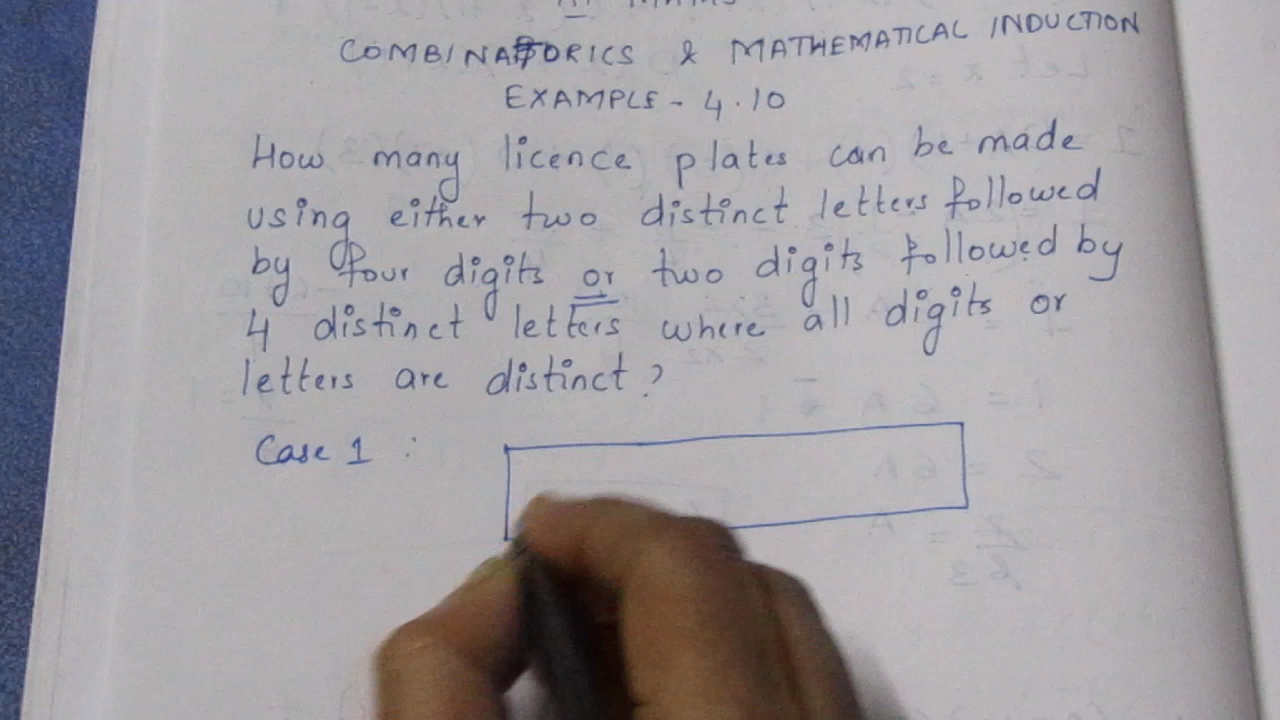 COMBINATORICS & MATHEMATICAL INDUCTION
EXAMPLE - 4.10
How many licence plates can be made
using either two distinct letters followed
by four digits or two digits followed by
4 distinct letters where all digits or
letters are distinct?
Case 1 :